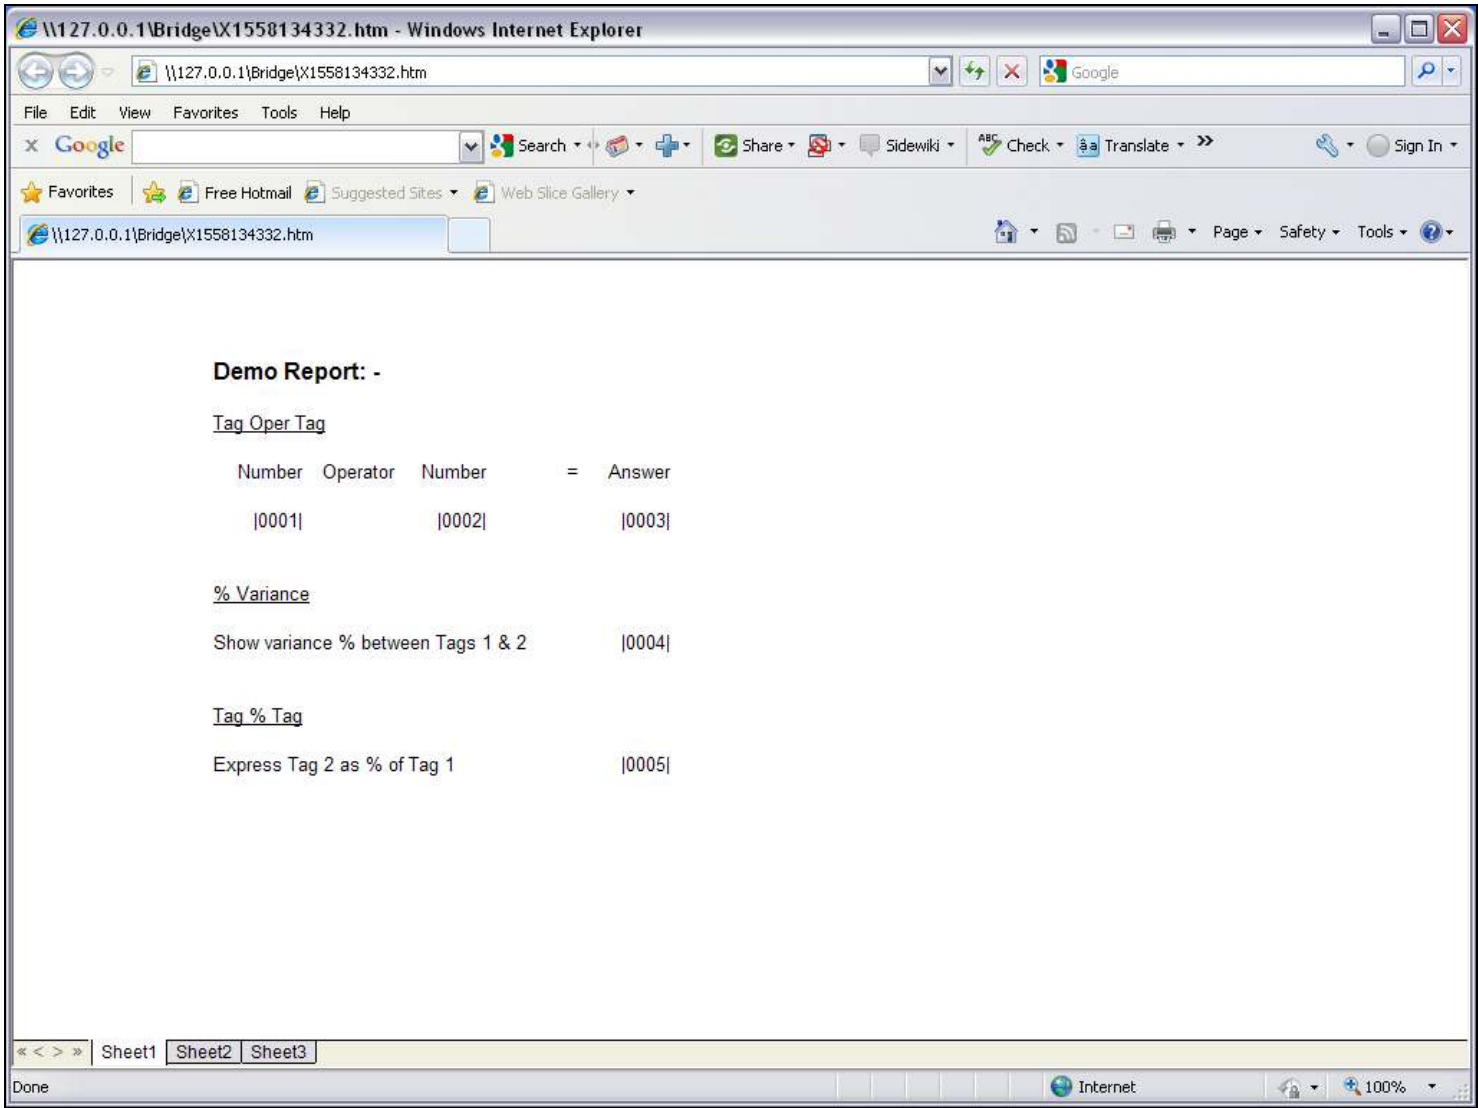 \\127.0.0.1\Bridge\X1558134332.htm - Windows Internet Explorer
\\127.0.0.1\Bridge\X1558134332.htm Google
File Edit View Favorites Tools Help
x Google Search Share Sidewiki ABC Check âa Translate » Sign In
Favorites Free Hotmail Suggested Sites Web Slice Gallery
\\127.0.0.1\Bridge\X1558134332.htm Page Safety Tools
Demo Report: -
Tag Oper Tag
Number Operator Number = Answer
|0001| |0002| |0003|
% Variance
Show variance % between Tags 1 & 2 |0004|
Tag % Tag
Express Tag 2 as % of Tag 1 |0005|
« < > » Sheet1 Sheet2 Sheet3
Done Internet 100%